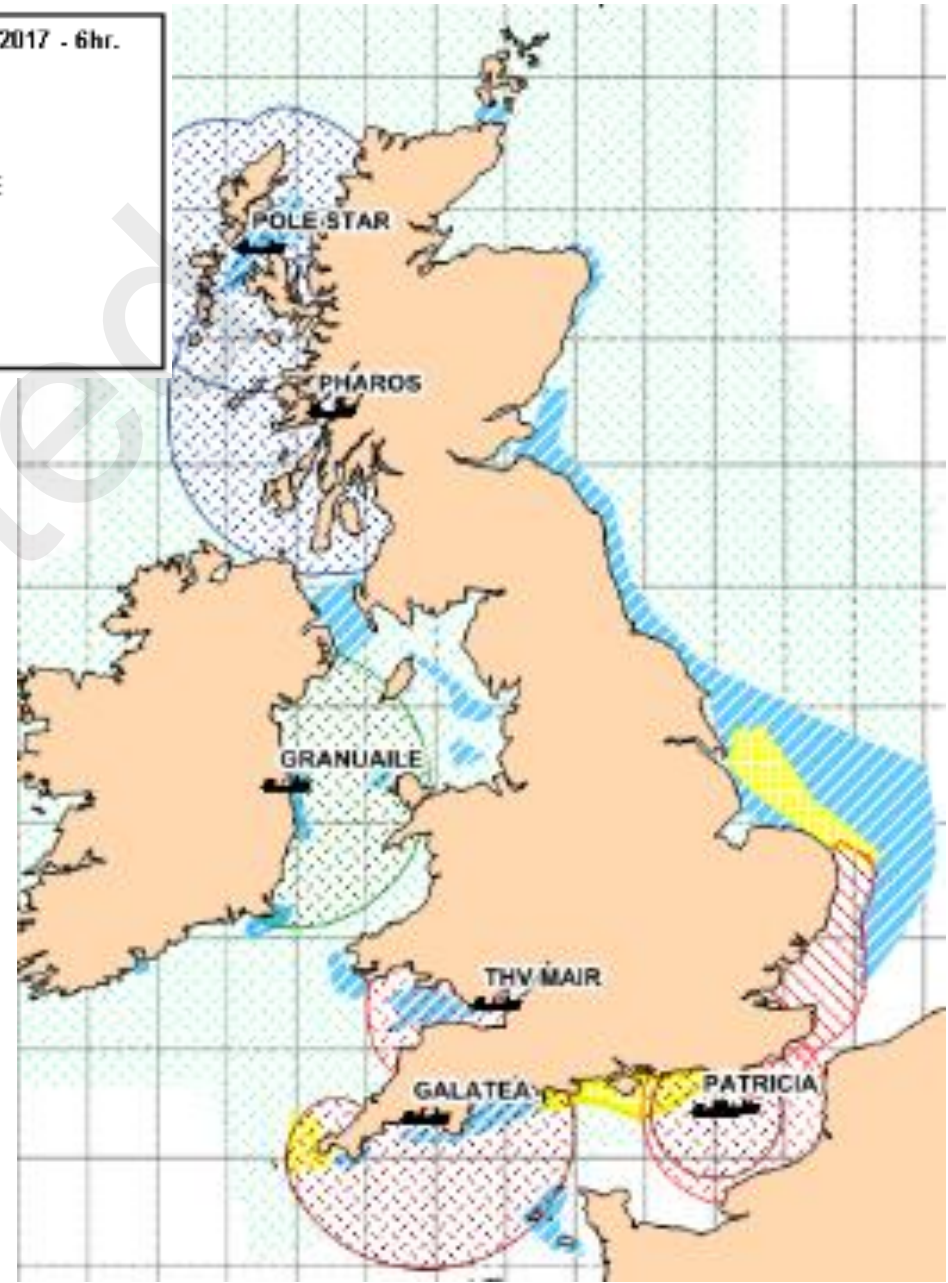 2017 - 6hr.
POLE STAR
PHAROS
GRANUAILE
THV MAIR
GALATEA
PATRICIA